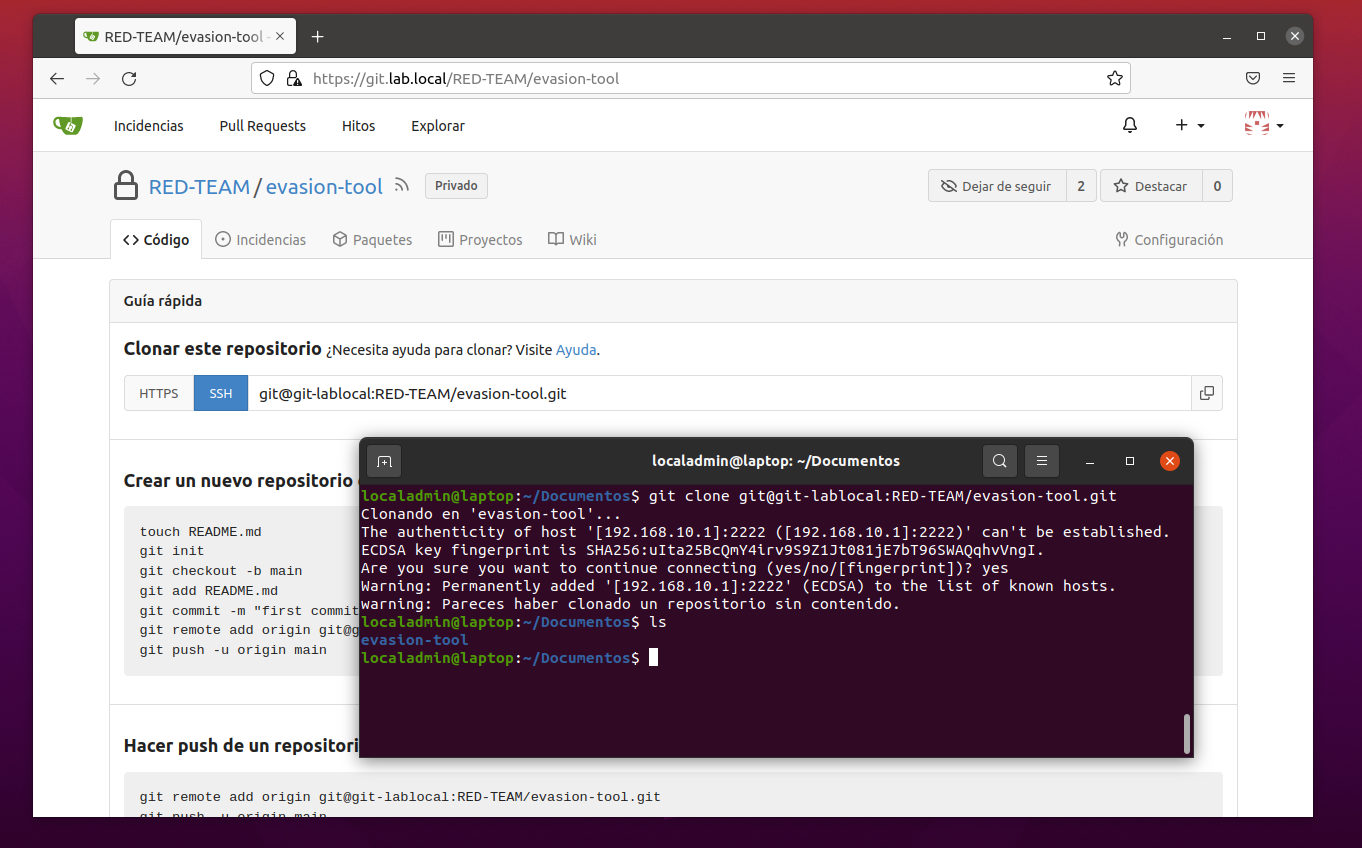 RED-TEAM/evasion-tool -
https://git.lab.local/RED-TEAM/evasion-tool
Incidencias Pull Requests Hitos Explorar
RED-TEAM/evasion-tool Privado Dejar de seguir 2 Destacar 0
Código Incidencias Paquetes Proyectos Wiki Configuración
Guía rápida
Clonar este repositorio ¿Necesita ayuda para clonar? Visite Ayuda.
HTTPS SSH git@git-lablocal:RED-TEAM/evasion-tool.git
Crear un nuevo repositorio
touch README.md
git init
git checkout -b main
git add README.md
git commit -m "first commit
git remote add origin git@g
git push -u origin main
Hacer push de un repositori
git remote add origin git@git-lablocal:RED-TEAM/evasion-tool.git
git push -u origin main
localadmin@laptop: ~/Documentos
localadmin@laptop:~/Documentos$ git clone git@git-lablocal:RED-TEAM/evasion-tool.git
Clonando en 'evasion-tool'...
The authenticity of host '[192.168.10.1]:2222 ([192.168.10.1]:2222)' can't be established.
ECDSA key fingerprint is SHA256:uIta25BcQmY4irv9S9Z1Jt081jE7bT96SWAQqhvVngI.
Are you sure you want to continue connecting (yes/no/[fingerprint])? yes
Warning: Permanently added '[192.168.10.1]:2222' (ECDSA) to the list of known hosts.
warning: Pareces haber clonado un repositorio sin contenido.
localadmin@laptop:~/Documentos$ ls
evasion-tool
localadmin@laptop:~/Documentos$